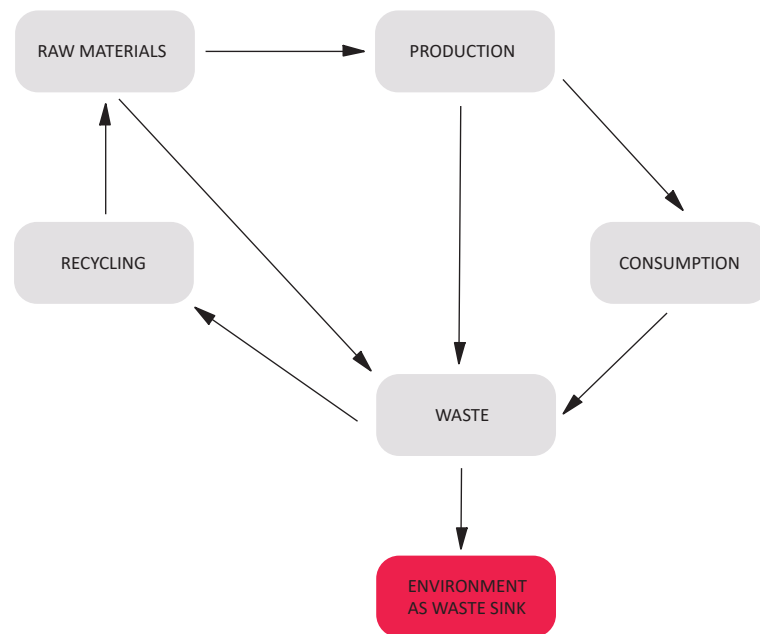 RAW MATERIALS
PRODUCTION
RECYCLING
CONSUMPTION
WASTE
ENVIRONMENT
AS WASTE SINK